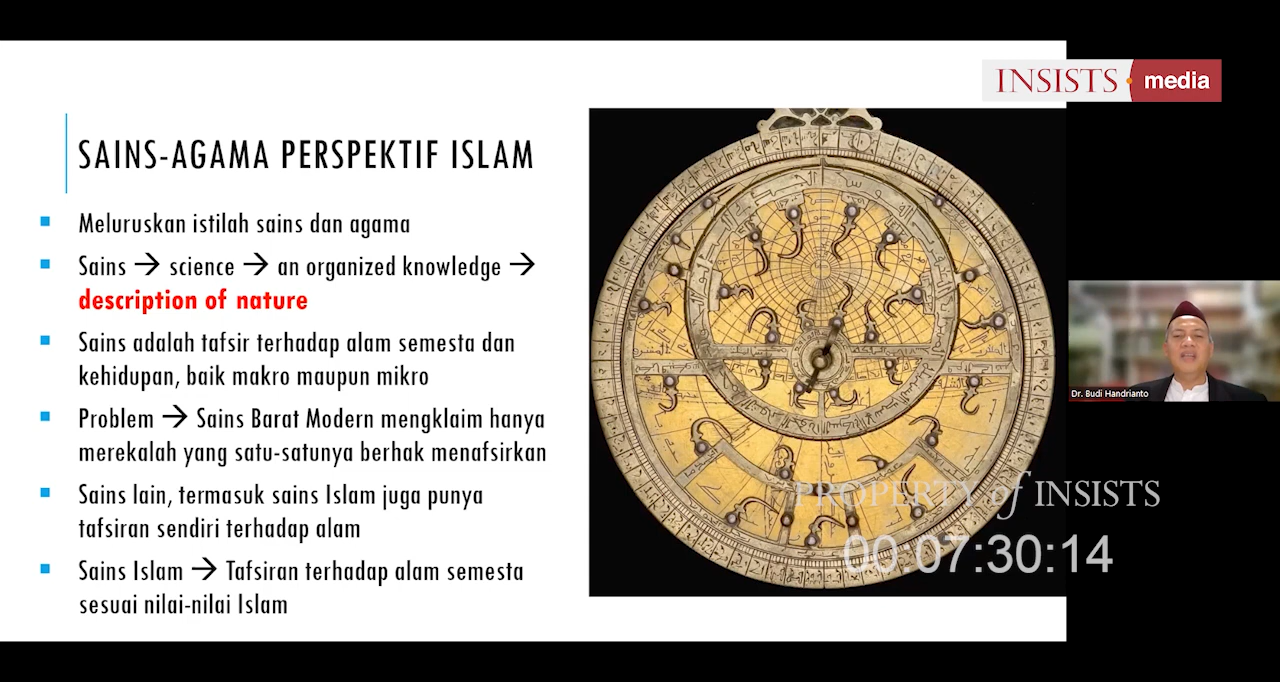 INSISTS media
SAINS-AGAMA PERSPEKTIF ISLAM
Meluruskan istilah sains dan agama
Sains → science → an organized knowledge →
description of nature
Sains adalah tafsir terhadap alam semesta dan
kehidupan, baik makro maupun mikro
Problem → Sains Barat Modern mengklaim hanya
merekalah yang satu-satunya berhak menafsirkan
Sains lain, termasuk sains Islam juga punya
tafsiran sendiri terhadap alam
Sains Islam → Tafsiran terhadap alam semesta
sesuai nilai-nilai Islam
Dr. Budi Handrianto
PROPERTY of INSISTS
00:07:30:14